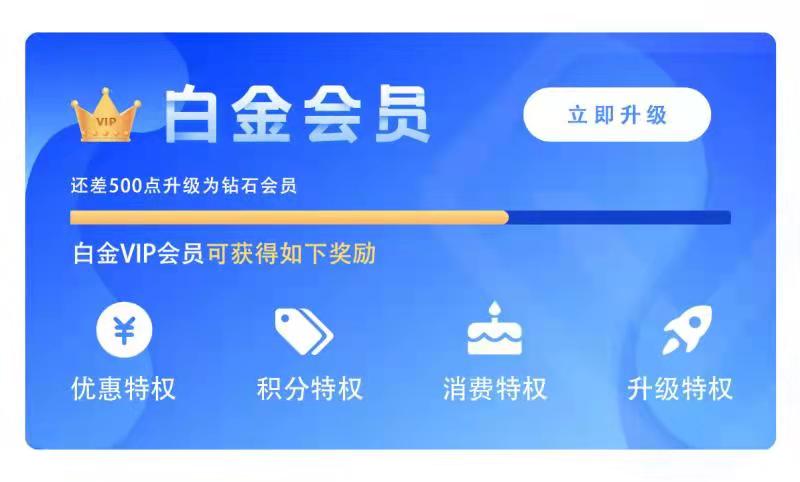 VIP
白金会员
立即升级
还差500点升级为钻石会员
白金VIP会员可获得如下奖励
¥
优惠特权
积分特权
消费特权
升级特权